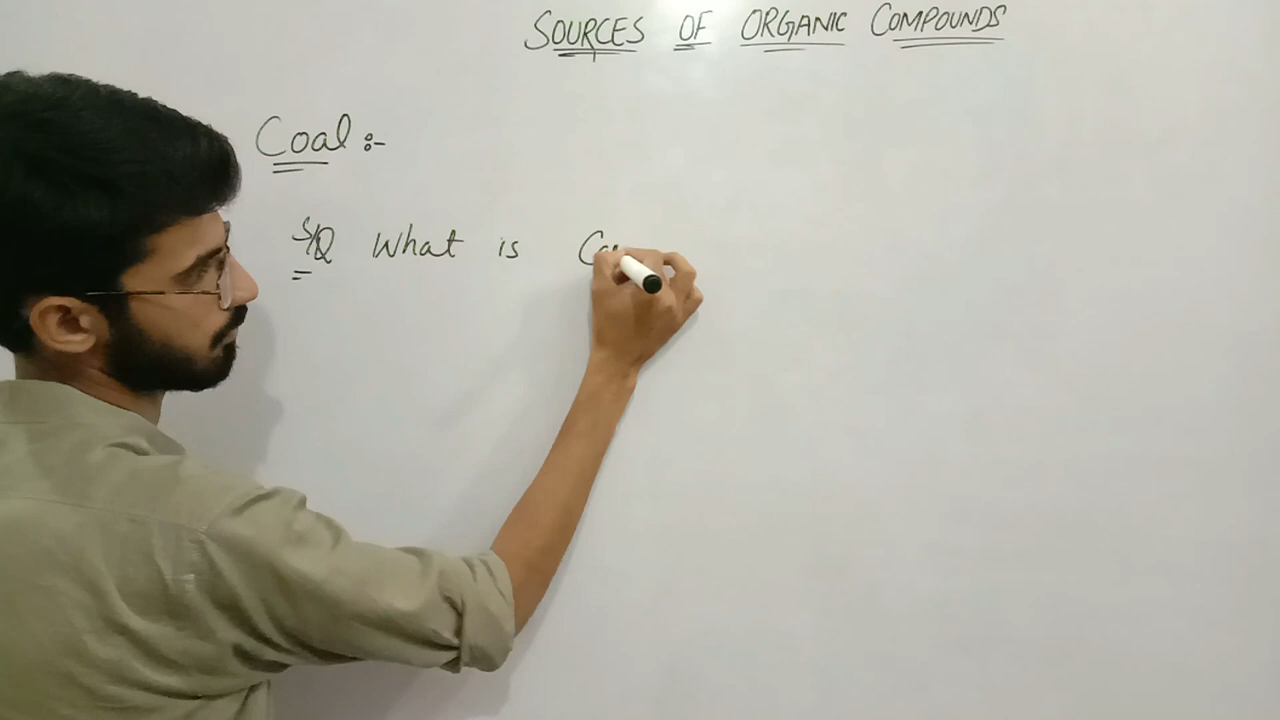 SOURCES OF ORGANIC COMPOUNDS
Coal :-
S/Q What is